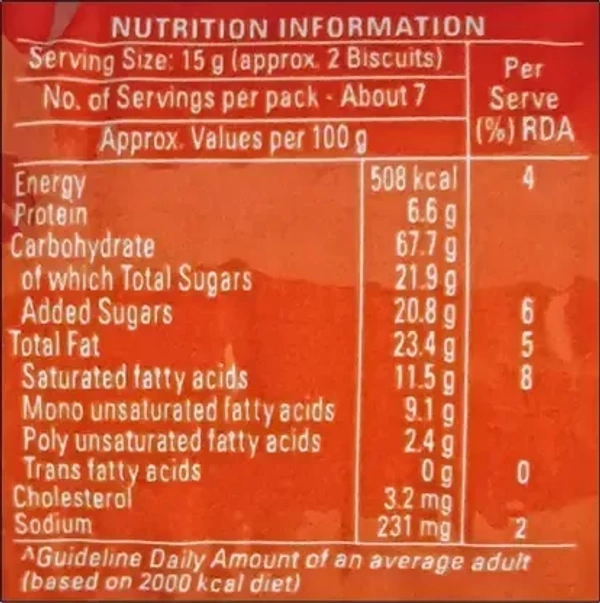 NUTRITION INFORMATION
Serving Size: 15 g (approx. 2 Biscuits)
No. of Servings per pack - About 7
Approx. Values per 100 g
Per
Serve
(%) RDA
Energy 508 kcal 4
Protein 6.6 g
Carbohydrate 67.7 g
of which Total Sugars 21.9 g
Added Sugars 20.8 g 6
Total Fat 23.4 g 5
Saturated fatty acids 11.5 g 8
Mono unsaturated fatty acids 9.1 g
Poly unsaturated fatty acids 2.4 g
Trans fatty acids 0 g 0
Cholesterol 3.2 mg
Sodium 231 mg 2
^Guideline Daily Amount of an average adult
(based on 2000 kcal diet)